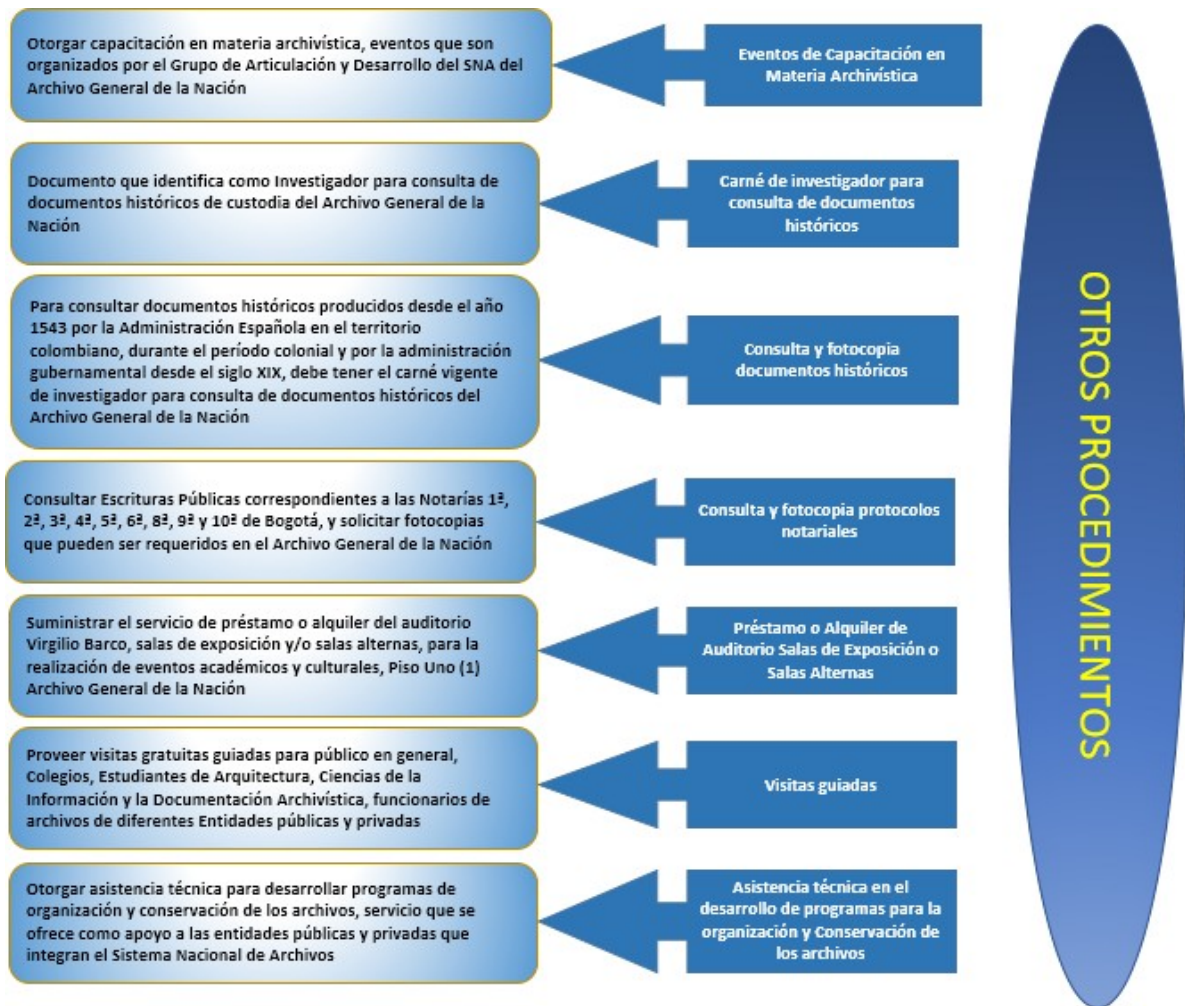 Otorgar capacitación en materia archivística, eventos que son
organizados por el Grupo de Articulación y Desarrollo del SNA del
Archivo General de la Nación
Eventos de Capacitación en
Materia Archivística
Documento que identifica como Investigador para consulta de
documentos históricos de custodia del Archivo General de la
Nación
Carné de investigador para
consulta de documentos
históricos
Para consultar documentos históricos producidos desde el año
1543 por la Administración Española en el territorio
colombiano, durante el período colonial y por la administración
gubernamental desde el siglo XIX, debe tener el carné vigente
de investigador para consulta de documentos históricos del
Archivo General de la Nación
Consulta y fotocopia
documentos históricos
Consultar Escrituras Públicas correspondientes a las Notarías 1ª,
2ª, 3ª, 4ª, 5ª, 6ª, 8ª, 9ª y 10ª de Bogotá, y solicitar fotocopias
que pueden ser requeridos en el Archivo General de la Nación
Consulta y fotocopia protocolos
notariales
Suministrar el servicio de préstamo o alquiler del auditorio
Virgilio Barco, salas de exposición y/o salas alternas, para la
realización de eventos académicos y culturales, Piso Uno (1)
Archivo General de la Nación
Préstamo o Alquiler de
Auditorio Salas de Exposición o
Salas Alternas
Proveer visitas gratuitas guiadas para público en general,
Colegios, Estudiantes de Arquitectura, Ciencias de la
Información y la Documentación Archivística, funcionarios de
archivos de diferentes Entidades públicas y privadas
Visitas guiadas
Otorgar asistencia técnica para desarrollar programas de
organización y conservación de los archivos, servicio que se
ofrece como apoyo a las entidades públicas y privadas que
integran el Sistema Nacional de Archivos
Asistencia técnica en el
desarrollo de programas para la
organización y Conservación de
los archivos
OTROS PROCEDIMIENTOS